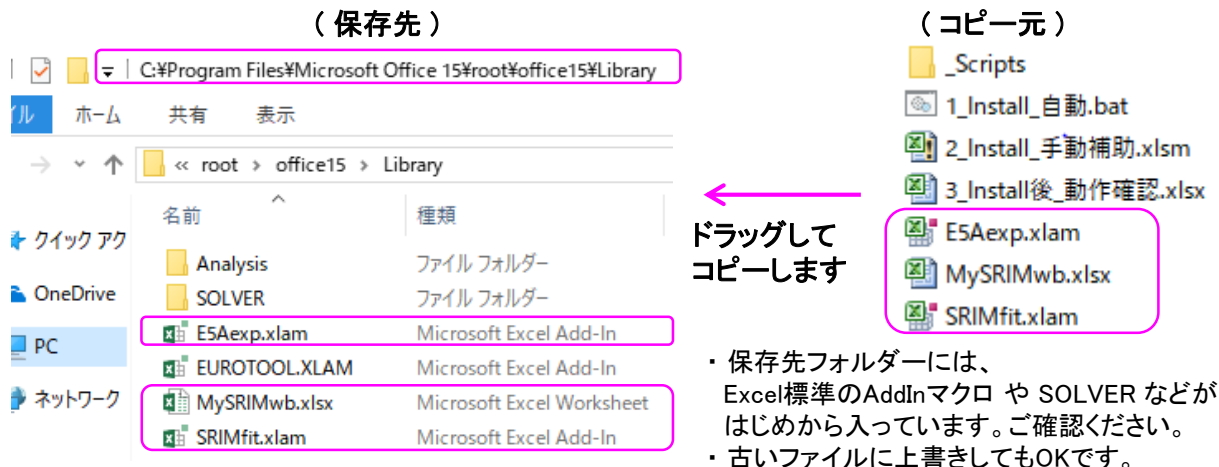 ( 保存先 )
C:¥Program Files¥Microsoft Office 15¥root¥office15¥Library
イル ホーム 共有 表示
« root › office15 › Library
名前 種類
クイック アク
Analysis ファイル フォルダー
OneDrive
SOLVER ファイル フォルダー
E5Aexp.xlam Microsoft Excel Add-In
PC
EUROTOOL.XLAM Microsoft Excel Add-In
ネットワーク
MySRIMwb.xlsx Microsoft Excel Worksheet
SRIMfit.xlam Microsoft Excel Add-In
ドラッグして
コピーします
( コピー元 )
_Scripts
1_Install_自動.bat
2_Install_手動補助.xlsm
3_Install後_動作確認.xlsx
E5Aexp.xlam
MySRIMwb.xlsx
SRIMfit.xlam
・ 保存先フォルダーには、
Excel標準のAddInマクロ や SOLVER などが
はじめから入っています。ご確認ください。
・ 古いファイルに上書きしてもOKです。